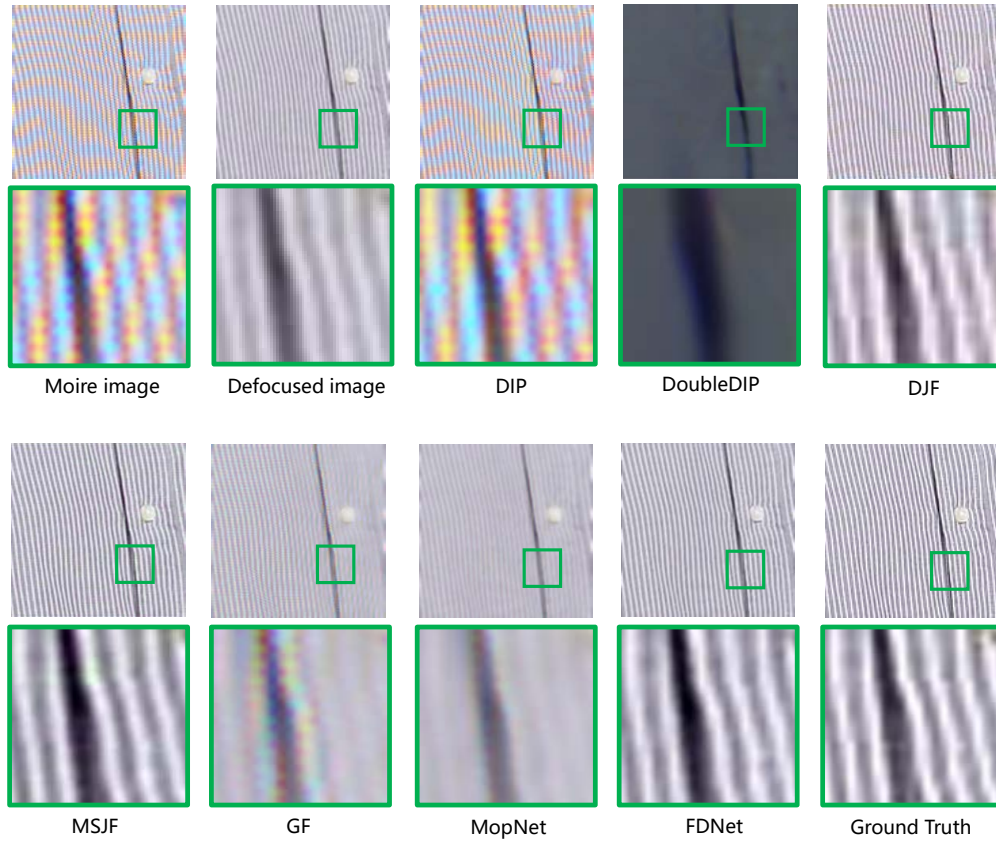 Moire image
Defocused image
DIP
DoubleDIP
DJF
MSJF
GF
MopNet
FDNet
Ground Truth